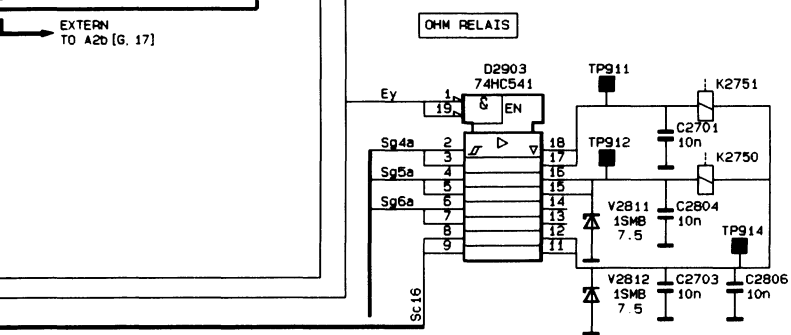 EXTERN
TO A2b [G, 17]
OHM RELAIS
D2903
74HC541
Ey
1
19
&
EN
Sg4a
2
3
Sg5a
4
5
Sg6a
6
7
8
9
Sc16
18
17
16
15
14
13
12
11
TP911
K2751
C2701
10n
TP912
K2750
V2811
1SMB
7.5
C2804
10n
TP914
V2812
1SMB
7.5
C2703
10n
C2806
10n